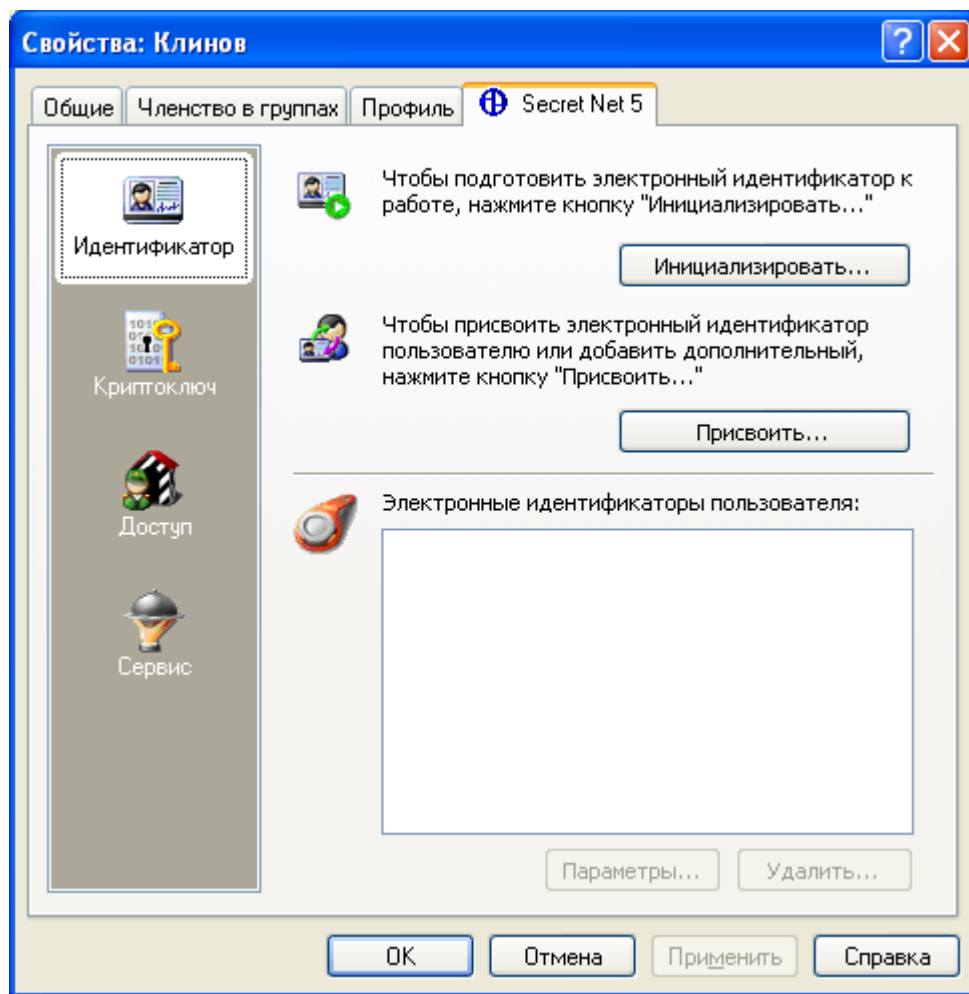 Свойства: Клинов
Общие
Членство в группах
Профиль
Secret Net 5
Идентификатор
Криптоключ
Доступ
Сервис
Чтобы подготовить электронный идентификатор к
работе, нажмите кнопку "Инициализировать..."
Инициализировать...
Чтобы присвоить электронный идентификатор
пользователю или добавить дополнительный,
нажмите кнопку "Присвоить..."
Присвоить...
Электронные идентификаторы пользователя:
Параметры...
Удалить...
OK
Отмена
Применить
Справка